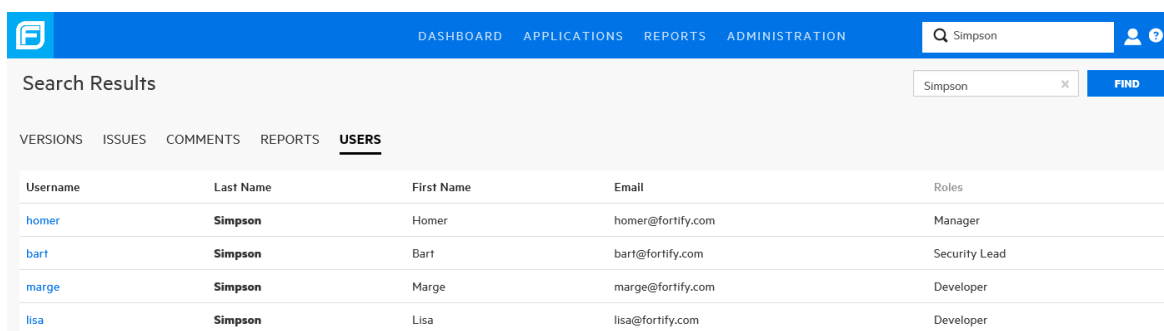 DASHBOARD APPLICATIONS REPORTS ADMINISTRATION Simpson ?
Search Results Simpson × FIND
VERSIONS ISSUES COMMENTS REPORTS USERS
Username Last Name First Name Email Roles
homer Simpson Homer homer@fortify.com Manager
bart Simpson Bart bart@fortify.com Security Lead
marge Simpson Marge marge@fortify.com Developer
lisa Simpson Lisa lisa@fortify.com Developer